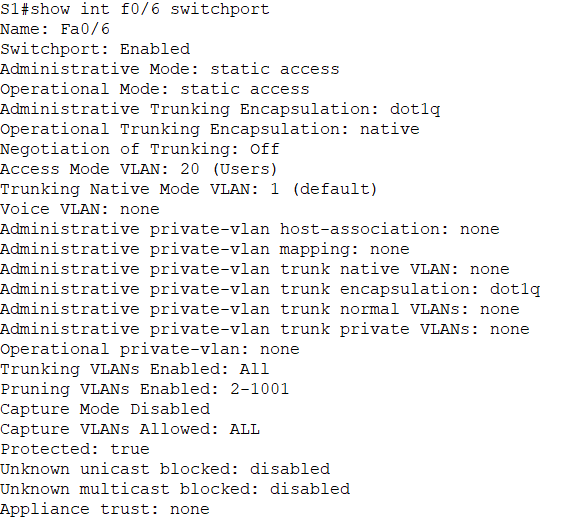 S1#show int f0/6 switchport
Name: Fa0/6
Switchport: Enabled
Administrative Mode: static access
Operational Mode: static access
Administrative Trunking Encapsulation: dot1q
Operational Trunking Encapsulation: native
Negotiation of Trunking: Off
Access Mode VLAN: 20 (Users)
Trunking Native Mode VLAN: 1 (default)
Voice VLAN: none
Administrative private-vlan host-association: none
Administrative private-vlan mapping: none
Administrative private-vlan trunk native VLAN: none
Administrative private-vlan trunk encapsulation: dot1q
Administrative private-vlan trunk normal VLANs: none
Administrative private-vlan trunk private VLANs: none
Operational private-vlan: none
Trunking VLANs Enabled: All
Pruning VLANs Enabled: 2-1001
Capture Mode Disabled
Capture VLANs Allowed: ALL
Protected: true
Unknown unicast blocked: disabled
Unknown multicast blocked: disabled
Appliance trust: none